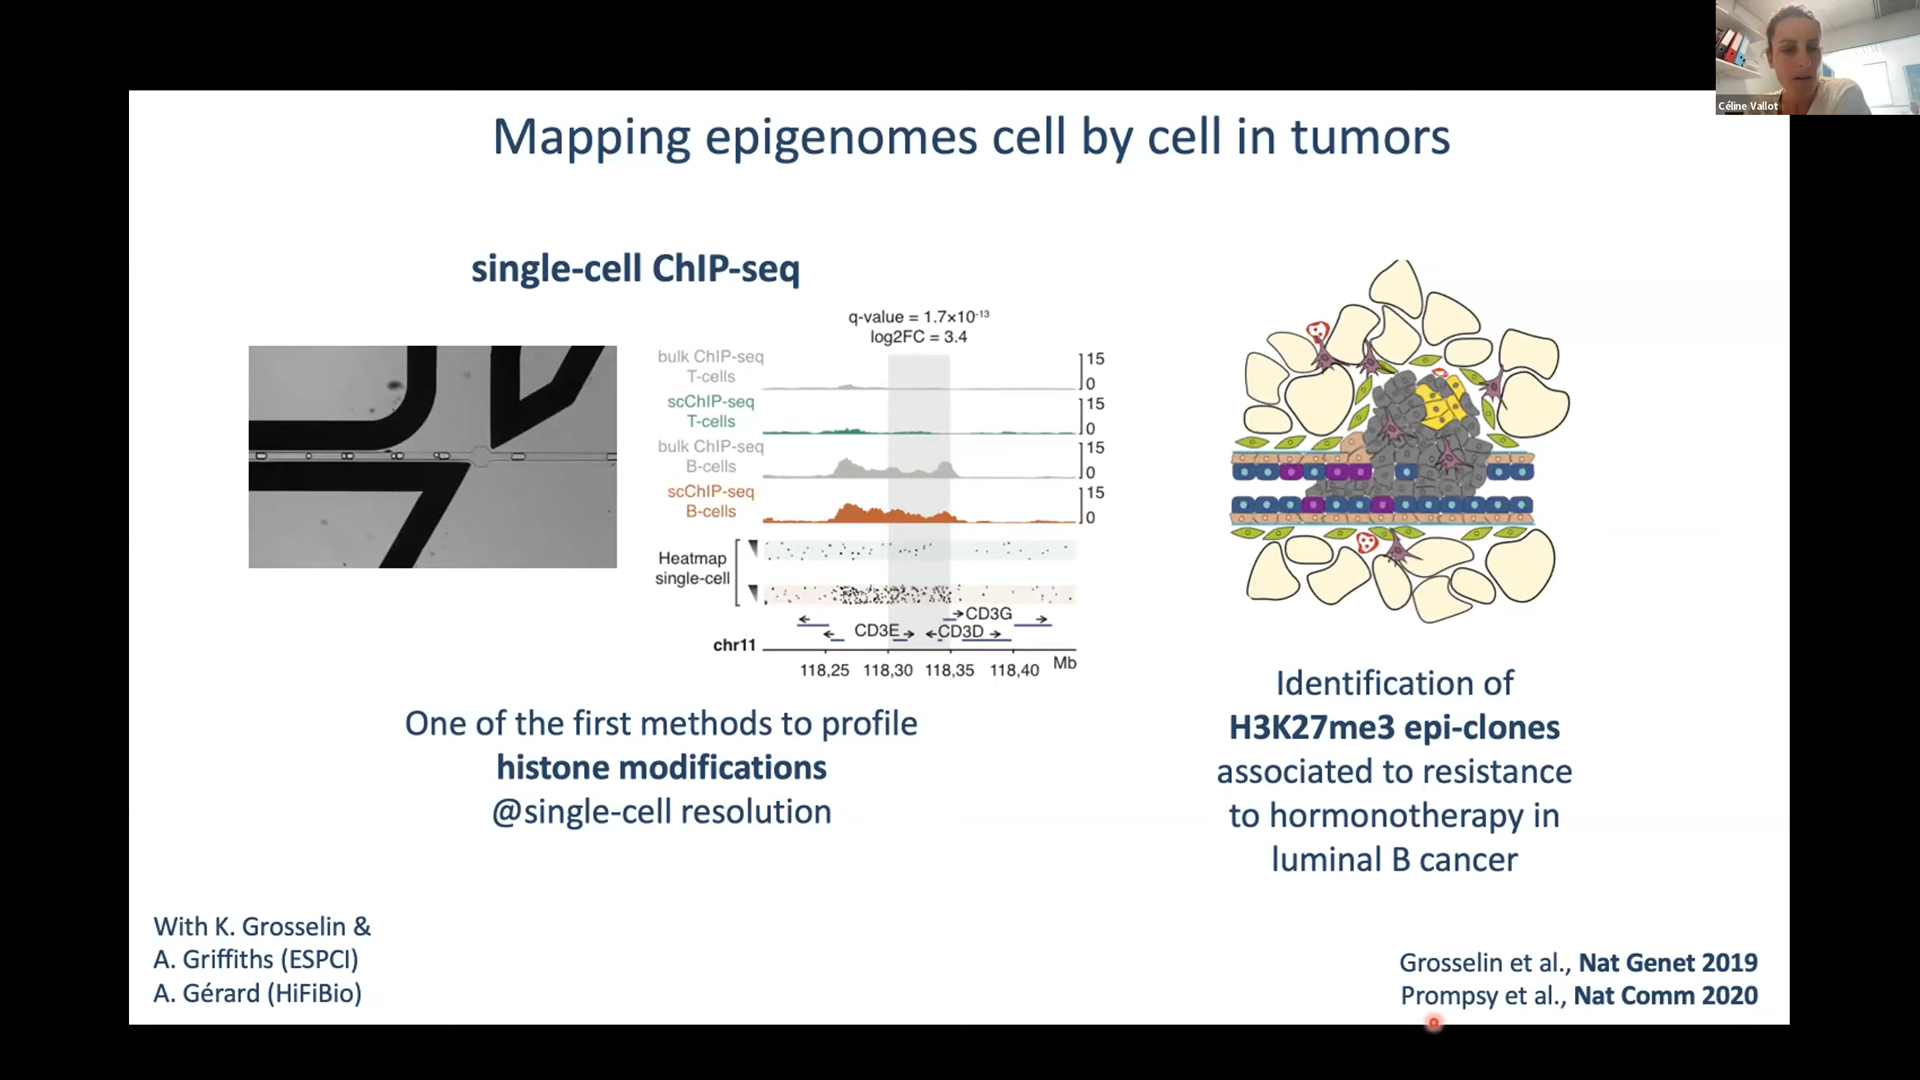 Céline Vallot
Mapping epigenomes cell by cell in tumors
single-cell ChIP-seq
q-value = 1.7×10⁻¹³
log2FC = 3.4
bulk ChIP-seq
T-cells
15
0
scChIP-seq
T-cells
15
0
bulk ChIP-seq
B-cells
15
0
scChIP-seq
B-cells
15
0
Heatmap
single-cell
CD3G
CD3E
CD3D
chr11
Mb
118,25 118,30 118,35 118,40
One of the first methods to profile
histone modifications
@single-cell resolution
Identification of
H3K27me3 epi-clones
associated to resistance
to hormonotherapy in
luminal B cancer
With K. Grosselin &
A. Griffiths (ESPCI)
A. Gérard (HiFiBio)
Grosselin et al., Nat Genet 2019
Prompsy et al., Nat Comm 2020